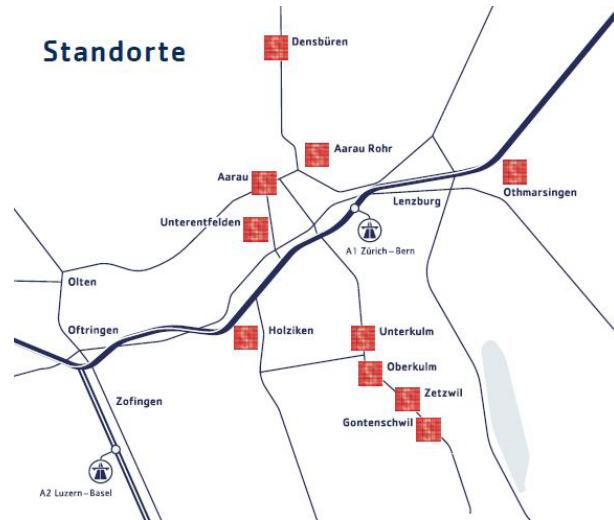 Standorte
Densbüren
Aarau Rohr
Aarau
Othmarsingen
Lenzburg
Unterentfelden
A1 Zürich – Bern
Olten
Oftringen
Holziken
Unterkulm
Oberkulm
Zetzwil
Zofingen
Gontenschwil
A2 Luzern – Basel